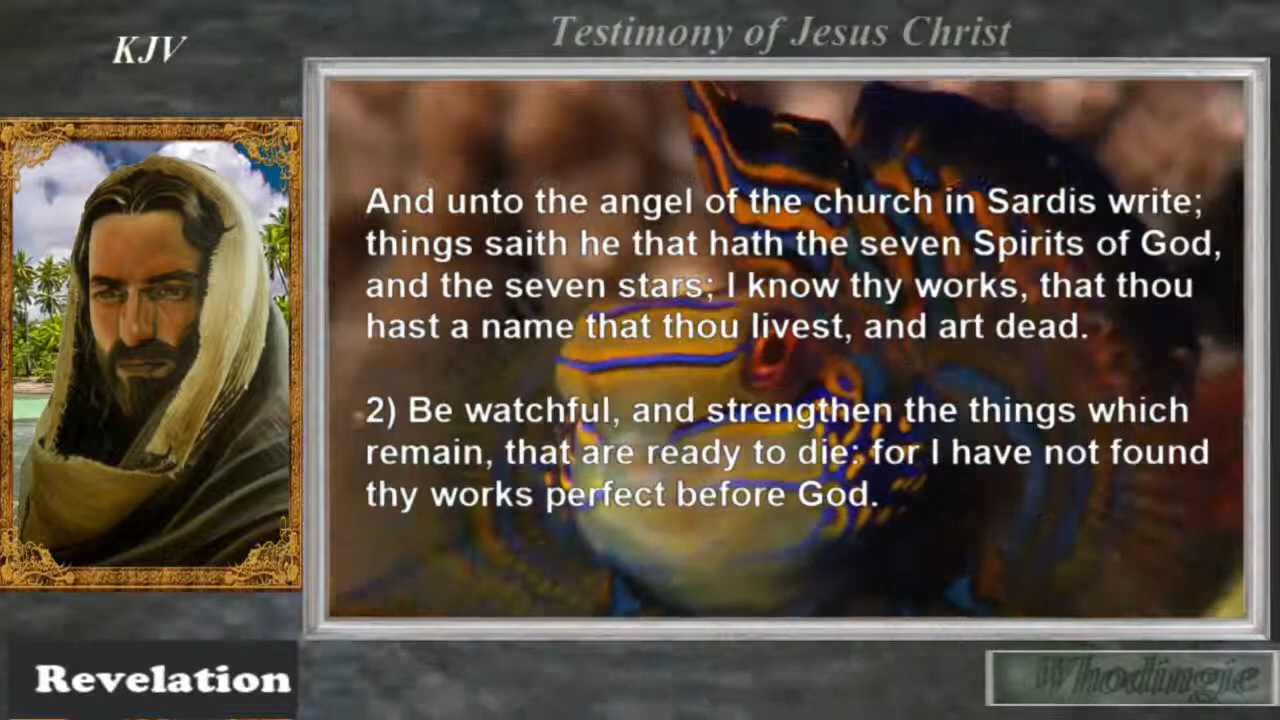 KJV
Testimony of Jesus Christ
And unto the angel of the church in Sardis write;
things saith he that hath the seven Spirits of God,
and the seven stars; I know thy works, that thou
hast a name that thou livest, and art dead.
2) Be watchful, and strengthen the things which
remain, that are ready to die: for I have not found
thy works perfect before God.
Revelation
Whodingie